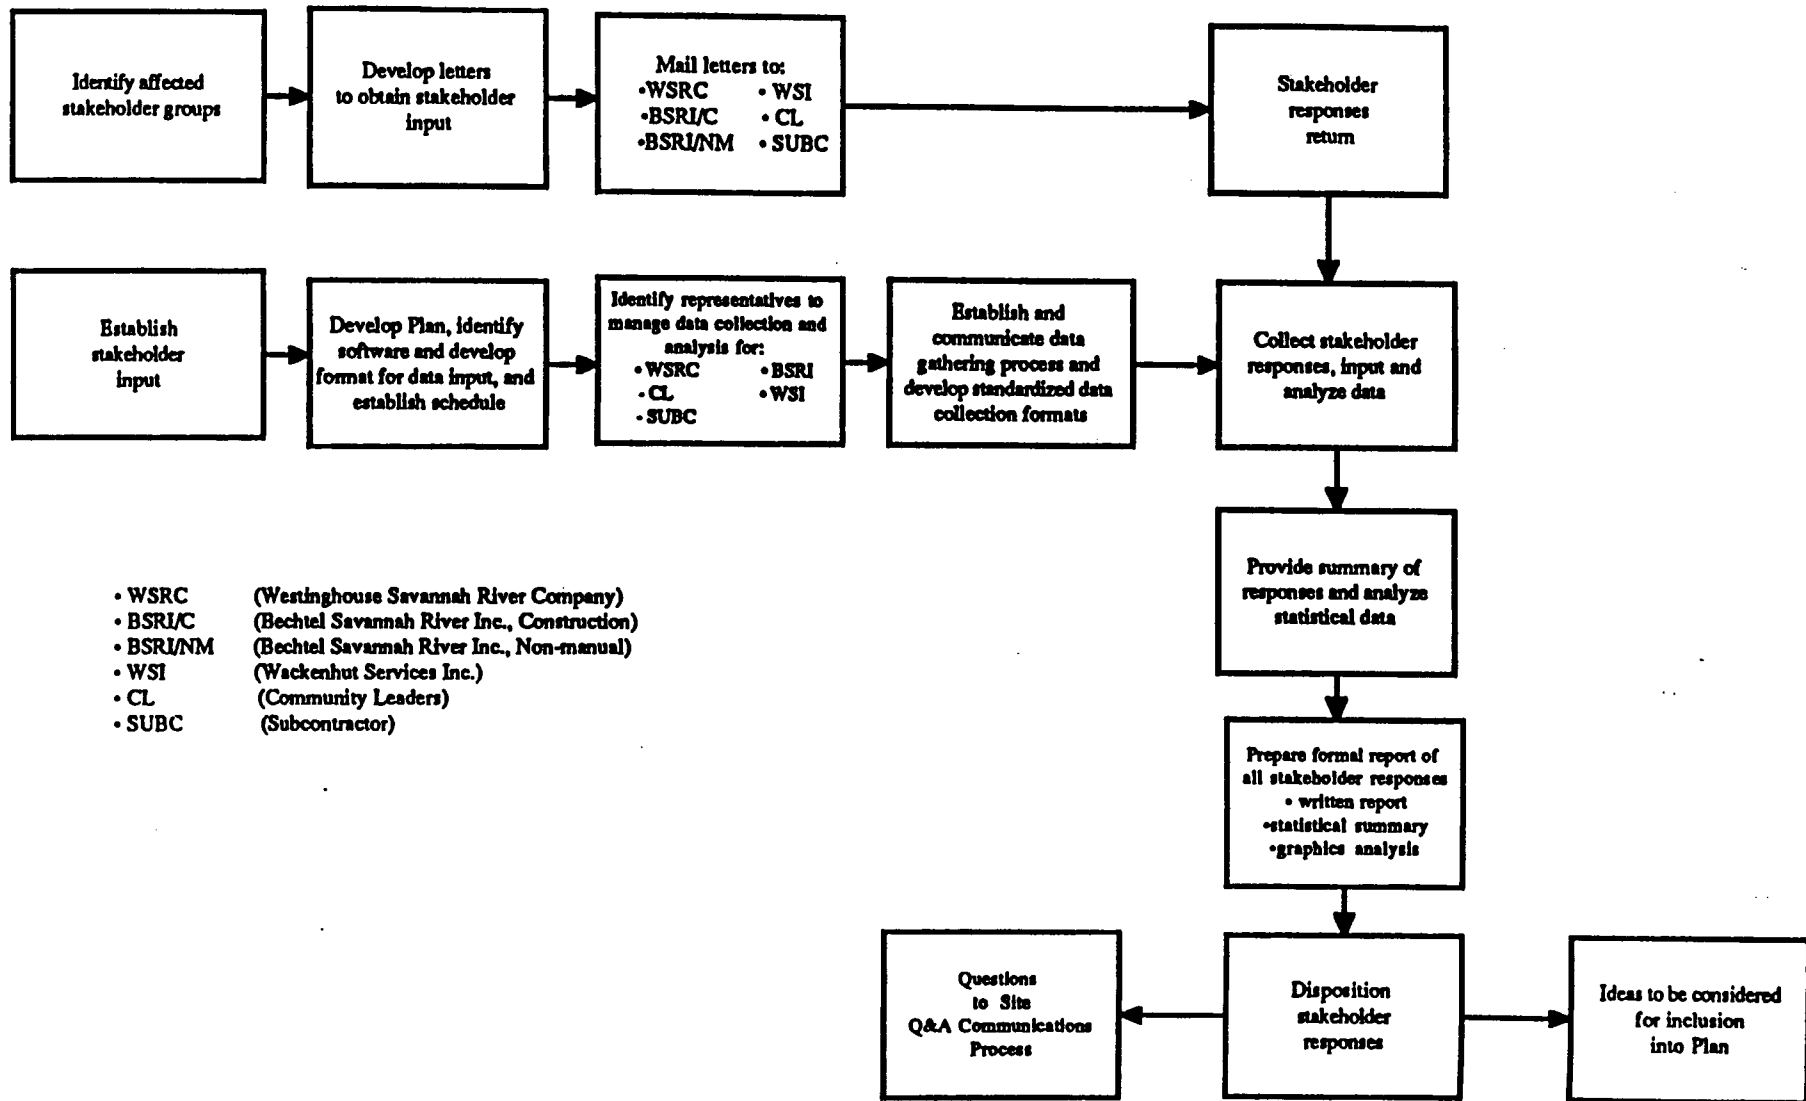 Identify affected
stakeholder groups
Develop letters
to obtain stakeholder
input
Mail letters to:
•WSRC • WSI
•BSRI/C • CL
•BSRI/NM • SUBC
Stakeholder
responses
return
Establish
stakeholder
input
Develop Plan, identify
software and develop
format for data input, and
establish schedule
Identify representatives to
manage data collection and
analysis for:
• WSRC • BSRI
- CL • WSI
- SUBC
Establish and
communicate data
gathering process and
develop standardized data
collection formats
Collect stakeholder
responses, input and
analyze data
Provide summary of
responses and analyze
statistical data
• WSRC (Westinghouse Savannah River Company)
• BSRI/C (Bechtel Savannah River Inc., Construction)
• BSRI/NM (Bechtel Savannah River Inc., Non-manual)
• WSI (Wackenhut Services Inc.)
• CL (Community Leaders)
• SUBC (Subcontractor)
Prepare formal report of
all stakeholder responses
• written report
•statistical summary
•graphics analysis
Questions
to Site
Q&A Communications
Process
Disposition
stakeholder
responses
Ideas to be considered
for inclusion
into Plan